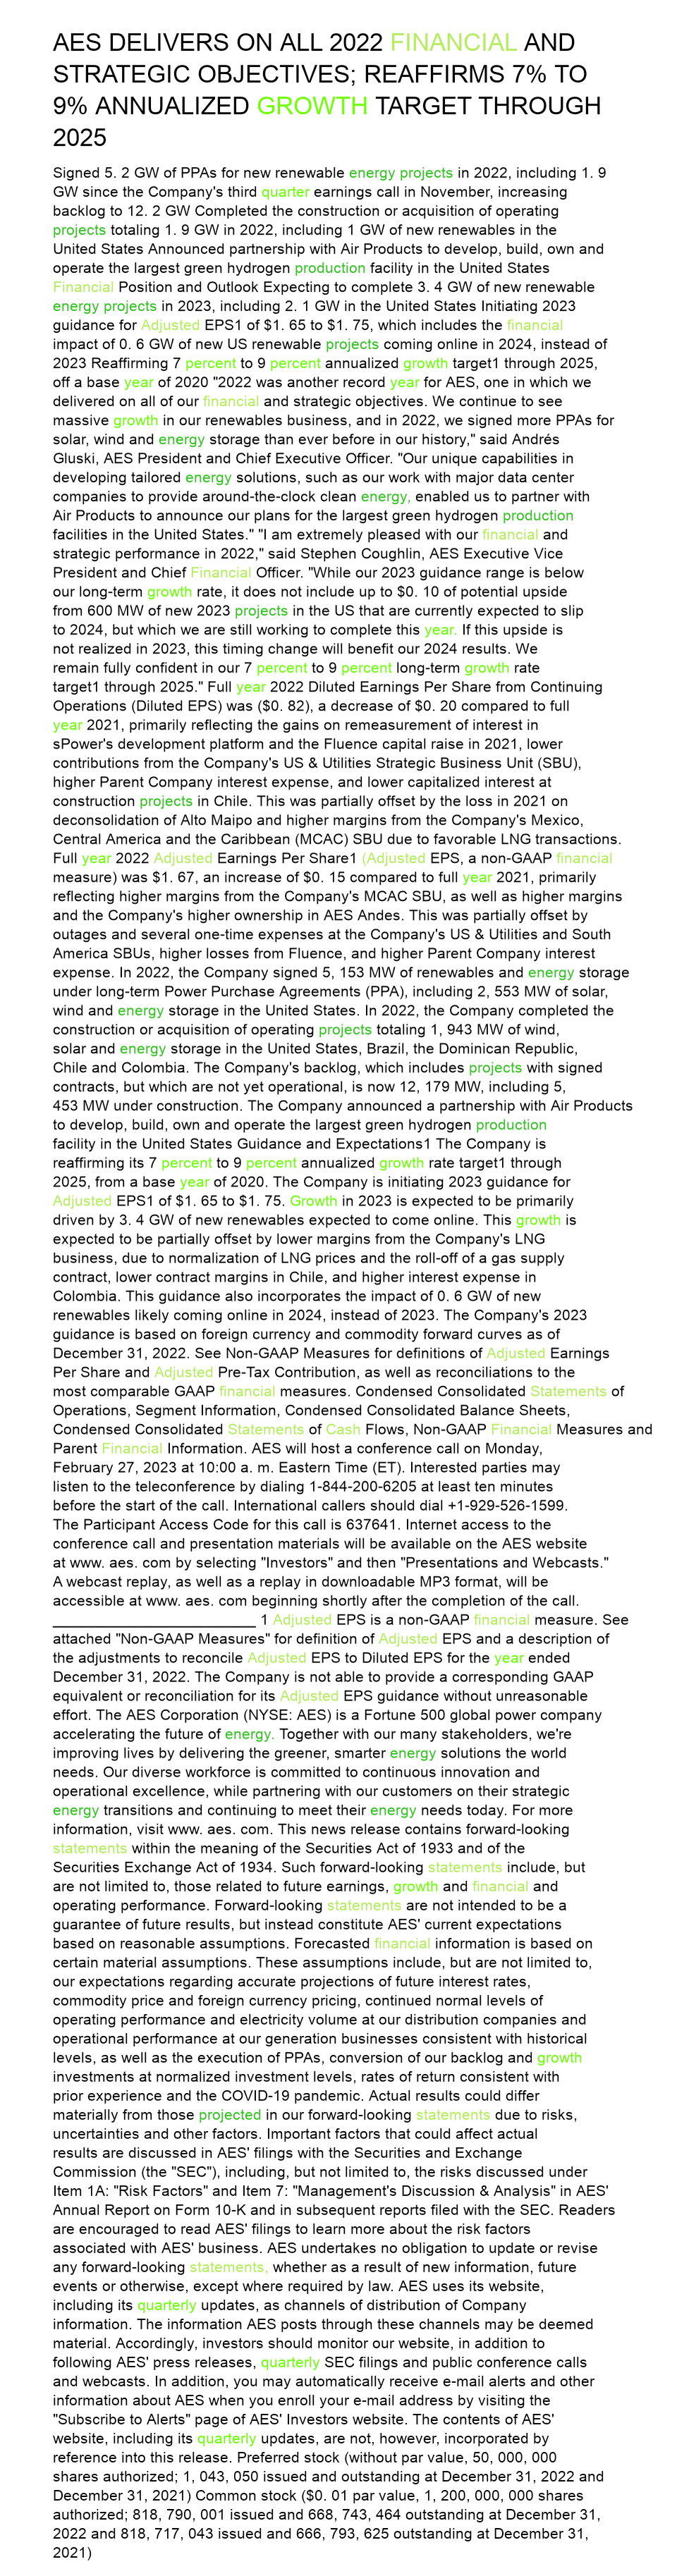 AES DELIVERS ON ALL 2022 FINANCIAL AND
STRATEGIC OBJECTIVES; REAFFIRMS 7% TO
9% ANNUALIZED GROWTH TARGET THROUGH
2025
Signed 5. 2 GW of PPAs for new renewable energy projects in 2022, including 1. 9
GW since the Company's third quarter earnings call in November, increasing
backlog to 12. 2 GW Completed the construction or acquisition of operating
projects totaling 1. 9 GW in 2022, including 1 GW of new renewables in the
United States Announced partnership with Air Products to develop, build, own and
operate the largest green hydrogen production facility in the United States
Financial Position and Outlook Expecting to complete 3. 4 GW of new renewable
energy projects in 2023, including 2. 1 GW in the United States Initiating 2023
guidance for Adjusted EPS1 of $1. 65 to $1. 75, which includes the financial
impact of 0. 6 GW of new US renewable projects coming online in 2024, instead of
2023 Reaffirming 7 percent to 9 percent annualized growth target1 through 2025,
off a base year of 2020 "2022 was another record year for AES, one in which we
delivered on all of our financial and strategic objectives. We continue to see
massive growth in our renewables business, and in 2022, we signed more PPAs for
solar, wind and energy storage than ever before in our history," said Andrés
Gluski, AES President and Chief Executive Officer. "Our unique capabilities in
developing tailored energy solutions, such as our work with major data center
companies to provide around-the-clock clean energy, enabled us to partner with
Air Products to announce our plans for the largest green hydrogen production
facilities in the United States." "I am extremely pleased with our financial and
strategic performance in 2022," said Stephen Coughlin, AES Executive Vice
President and Chief Financial Officer. "While our 2023 guidance range is below
our long-term growth rate, it does not include up to $0. 10 of potential upside
from 600 MW of new 2023 projects in the US that are currently expected to slip
to 2024, but which we are still working to complete this year. If this upside is
not realized in 2023, this timing change will benefit our 2024 results. We
remain fully confident in our 7 percent to 9 percent long-term growth rate
target1 through 2025." Full year 2022 Diluted Earnings Per Share from Continuing
Operations (Diluted EPS) was ($0. 82), a decrease of $0. 20 compared to full
year 2021, primarily reflecting the gains on remeasurement of interest in
sPower's development platform and the Fluence capital raise in 2021, lower
contributions from the Company's US & Utilities Strategic Business Unit (SBU),
higher Parent Company interest expense, and lower capitalized interest at
construction projects in Chile. This was partially offset by the loss in 2021 on
deconsolidation of Alto Maipo and higher margins from the Company's Mexico,
Central America and the Caribbean (MCAC) SBU due to favorable LNG transactions.
Full year 2022 Adjusted Earnings Per Share1 (Adjusted EPS, a non-GAAP financial
measure) was $1. 67, an increase of $0. 15 compared to full year 2021, primarily
reflecting higher margins from the Company's MCAC SBU, as well as higher margins
and the Company's higher ownership in AES Andes. This was partially offset by
outages and several one-time expenses at the Company's US & Utilities and South
America SBUs, higher losses from Fluence, and higher Parent Company interest
expense. In 2022, the Company signed 5, 153 MW of renewables and energy storage
under long-term Power Purchase Agreements (PPA), including 2, 553 MW of solar,
wind and energy storage in the United States. In 2022, the Company completed the
construction or acquisition of operating projects totaling 1, 943 MW of wind,
solar and energy storage in the United States, Brazil, the Dominican Republic,
Chile and Colombia. The Company's backlog, which includes projects with signed
contracts, but which are not yet operational, is now 12, 179 MW, including 5,
453 MW under construction. The Company announced a partnership with Air Products
to develop, build, own and operate the largest green hydrogen production
facility in the United States Guidance and Expectations1 The Company is
reaffirming its 7 percent to 9 percent annualized growth rate target1 through
2025, from a base year of 2020. The Company is initiating 2023 guidance for
Adjusted EPS1 of $1. 65 to $1. 75. Growth in 2023 is expected to be primarily
driven by 3. 4 GW of new renewables expected to come online. This growth is
expected to be partially offset by lower margins from the Company's LNG
business, due to normalization of LNG prices and the roll-off of a gas supply
contract, lower contract margins in Chile, and higher interest expense in
Colombia. This guidance also incorporates the impact of 0. 6 GW of new
renewables likely coming online in 2024, instead of 2023. The Company's 2023
guidance is based on foreign currency and commodity forward curves as of
December 31, 2022. See Non-GAAP Measures for definitions of Adjusted Earnings
Per Share and Adjusted Pre-Tax Contribution, as well as reconciliations to the
most comparable GAAP financial measures. Condensed Consolidated Statements of
Operations, Segment Information, Condensed Consolidated Balance Sheets,
Condensed Consolidated Statements of Cash Flows, Non-GAAP Financial Measures and
Parent Financial Information. AES will host a conference call on Monday,
February 27, 2023 at 10:00 a. m. Eastern Time (ET). Interested parties may
listen to the teleconference by dialing 1-844-200-6205 at least ten minutes
before the start of the call. International callers should dial +1-929-526-1599.
The Participant Access Code for this call is 637641. Internet access to the
conference call and presentation materials will be available on the AES website
at www. aes. com by selecting "Investors" and then "Presentations and Webcasts."
A webcast replay, as well as a replay in downloadable MP3 format, will be
accessible at www. aes. com beginning shortly after the completion of the call.
_________________________ 1 Adjusted EPS is a non-GAAP financial measure. See
attached "Non-GAAP Measures" for definition of Adjusted EPS and a description of
the adjustments to reconcile Adjusted EPS to Diluted EPS for the year ended
December 31, 2022. The Company is not able to provide a corresponding GAAP
equivalent or reconciliation for its Adjusted EPS guidance without unreasonable
effort. The AES Corporation (NYSE: AES) is a Fortune 500 global power company
accelerating the future of energy. Together with our many stakeholders, we're
improving lives by delivering the greener, smarter energy solutions the world
needs. Our diverse workforce is committed to continuous innovation and
operational excellence, while partnering with our customers on their strategic
energy transitions and continuing to meet their energy needs today. For more
information, visit www. aes. com. This news release contains forward-looking
statements within the meaning of the Securities Act of 1933 and of the
Securities Exchange Act of 1934. Such forward-looking statements include, but
are not limited to, those related to future earnings, growth and financial and
operating performance. Forward-looking statements are not intended to be a
guarantee of future results, but instead constitute AES' current expectations
based on reasonable assumptions. Forecasted financial information is based on
certain material assumptions. These assumptions include, but are not limited to,
our expectations regarding accurate projections of future interest rates,
commodity price and foreign currency pricing, continued normal levels of
operating performance and electricity volume at our distribution companies and
operational performance at our generation businesses consistent with historical
levels, as well as the execution of PPAs, conversion of our backlog and growth
investments at normalized investment levels, rates of return consistent with
prior experience and the COVID-19 pandemic. Actual results could differ
materially from those projected in our forward-looking statements due to risks,
uncertainties and other factors. Important factors that could affect actual
results are discussed in AES' filings with the Securities and Exchange
Commission (the "SEC"), including, but not limited to, the risks discussed under
Item 1A: "Risk Factors" and Item 7: "Management's Discussion & Analysis" in AES'
Annual Report on Form 10-K and in subsequent reports filed with the SEC. Readers
are encouraged to read AES' filings to learn more about the risk factors
associated with AES' business. AES undertakes no obligation to update or revise
any forward-looking statements, whether as a result of new information, future
events or otherwise, except where required by law. AES uses its website,
including its quarterly updates, as channels of distribution of Company
information. The information AES posts through these channels may be deemed
material. Accordingly, investors should monitor our website, in addition to
following AES' press releases, quarterly SEC filings and public conference calls
and webcasts. In addition, you may automatically receive e-mail alerts and other
information about AES when you enroll your e-mail address by visiting the
"Subscribe to Alerts" page of AES' Investors website. The contents of AES'
website, including its quarterly updates, are not, however, incorporated by
reference into this release. Preferred stock (without par value, 50, 000, 000
shares authorized; 1, 043, 050 issued and outstanding at December 31, 2022 and
December 31, 2021) Common stock ($0. 01 par value, 1, 200, 000, 000 shares
authorized; 818, 790, 001 issued and 668, 743, 464 outstanding at December 31,
2022 and 818, 717, 043 issued and 666, 793, 625 outstanding at December 31,
2021)